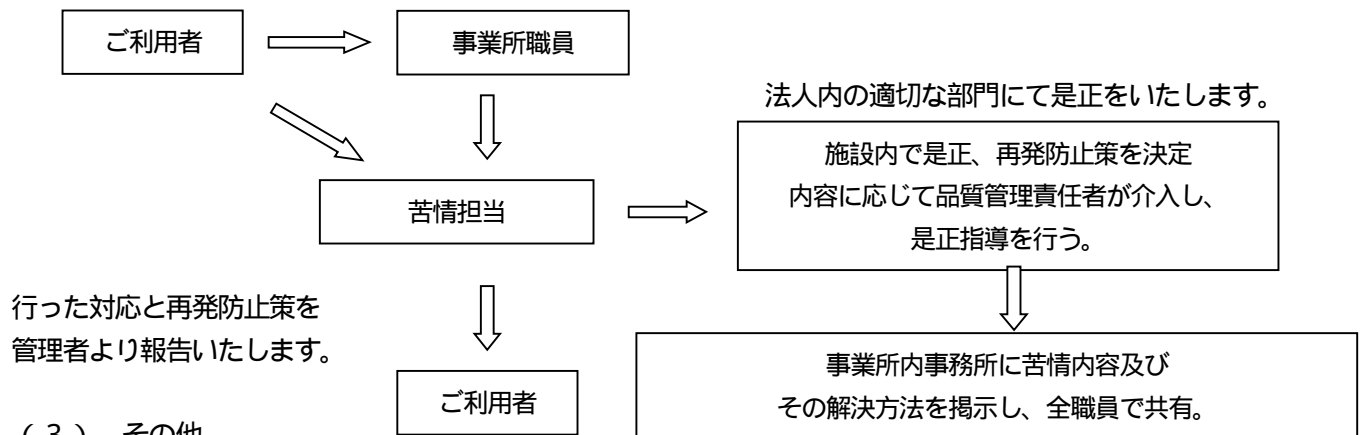 ご利用者
事業所職員
法人内の適切な部門にて是正をいたします。
施設内で是正、再発防止策を決定
内容に応じて品質管理責任者が介入し、
是正指導を行う。
苦情担当
行った対応と再発防止策を
管理者より報告いたします。
ご利用者
事業所内事務所に苦情内容及び
その解決方法を掲示し、全職員で共有。
（３） その他